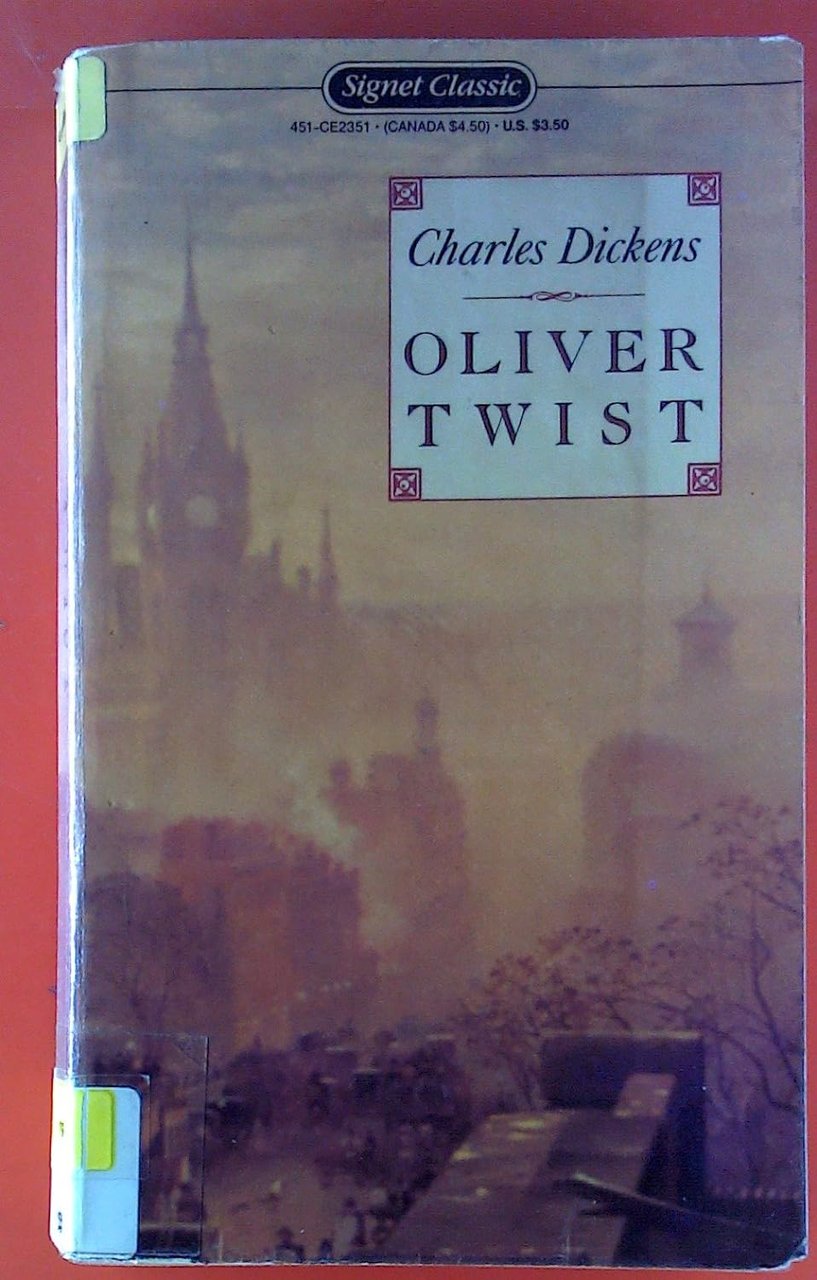 Signet Classic
451-CE2351 • (CANADA $4.50) • U.S. $3.50
Charles Dickens
OLIVER
TWIST